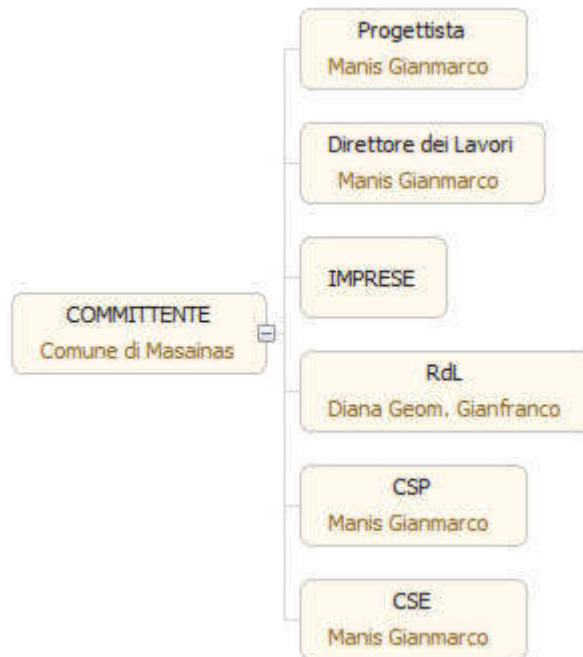 Progettista
Manis Gianmarco
Direttore dei Lavori
Manis Gianmarco
IMPRESE
COMMITTENTE
Comune di Masainas
RdL
Diana Geom. Gianfranco
CSP
Manis Gianmarco
CSE
Manis Gianmarco